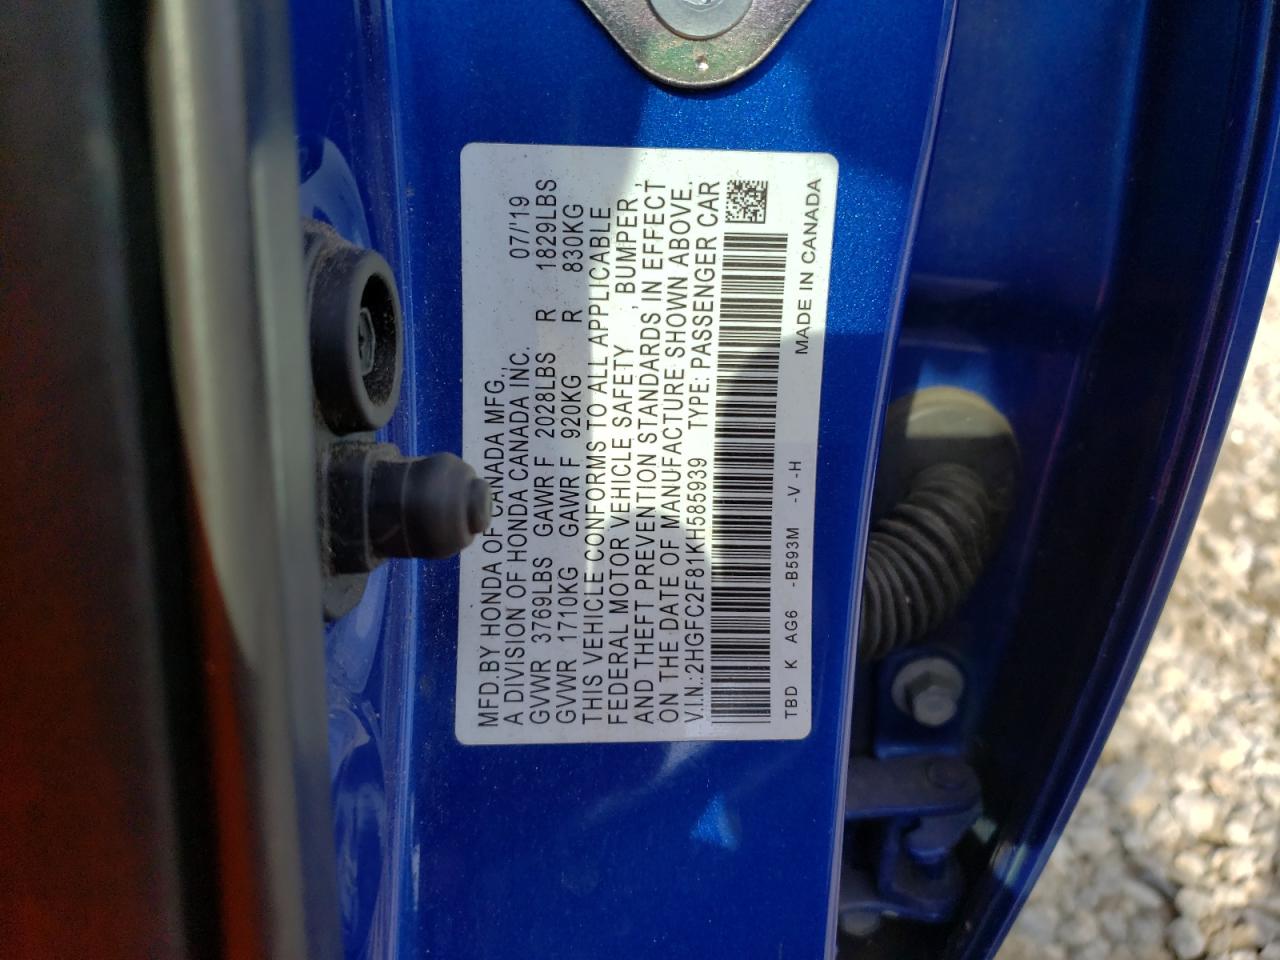 MFD.BY HONDA OF CANADA MFG.,
A DIVISION OF HONDA CANADA INC. 07/'19
GVWR 3769LBS GAWR F 2028LBS R 1829LBS
GVWR 1710KG GAWR F 920KG R 830KG
THIS VEHICLE CONFORMS TO ALL APPLICABLE
FEDERAL MOTOR VEHICLE SAFETY , BUMPER ,
AND THEFT PREVENTION STANDARDS IN EFFECT
ON THE DATE OF MANUFACTURE SHOWN ABOVE.
V.I.N.:2HGFC2F81KH585939 TYPE: PASSENGER CAR
TBD K AG6 -B593M -V -H MADE IN CANADA